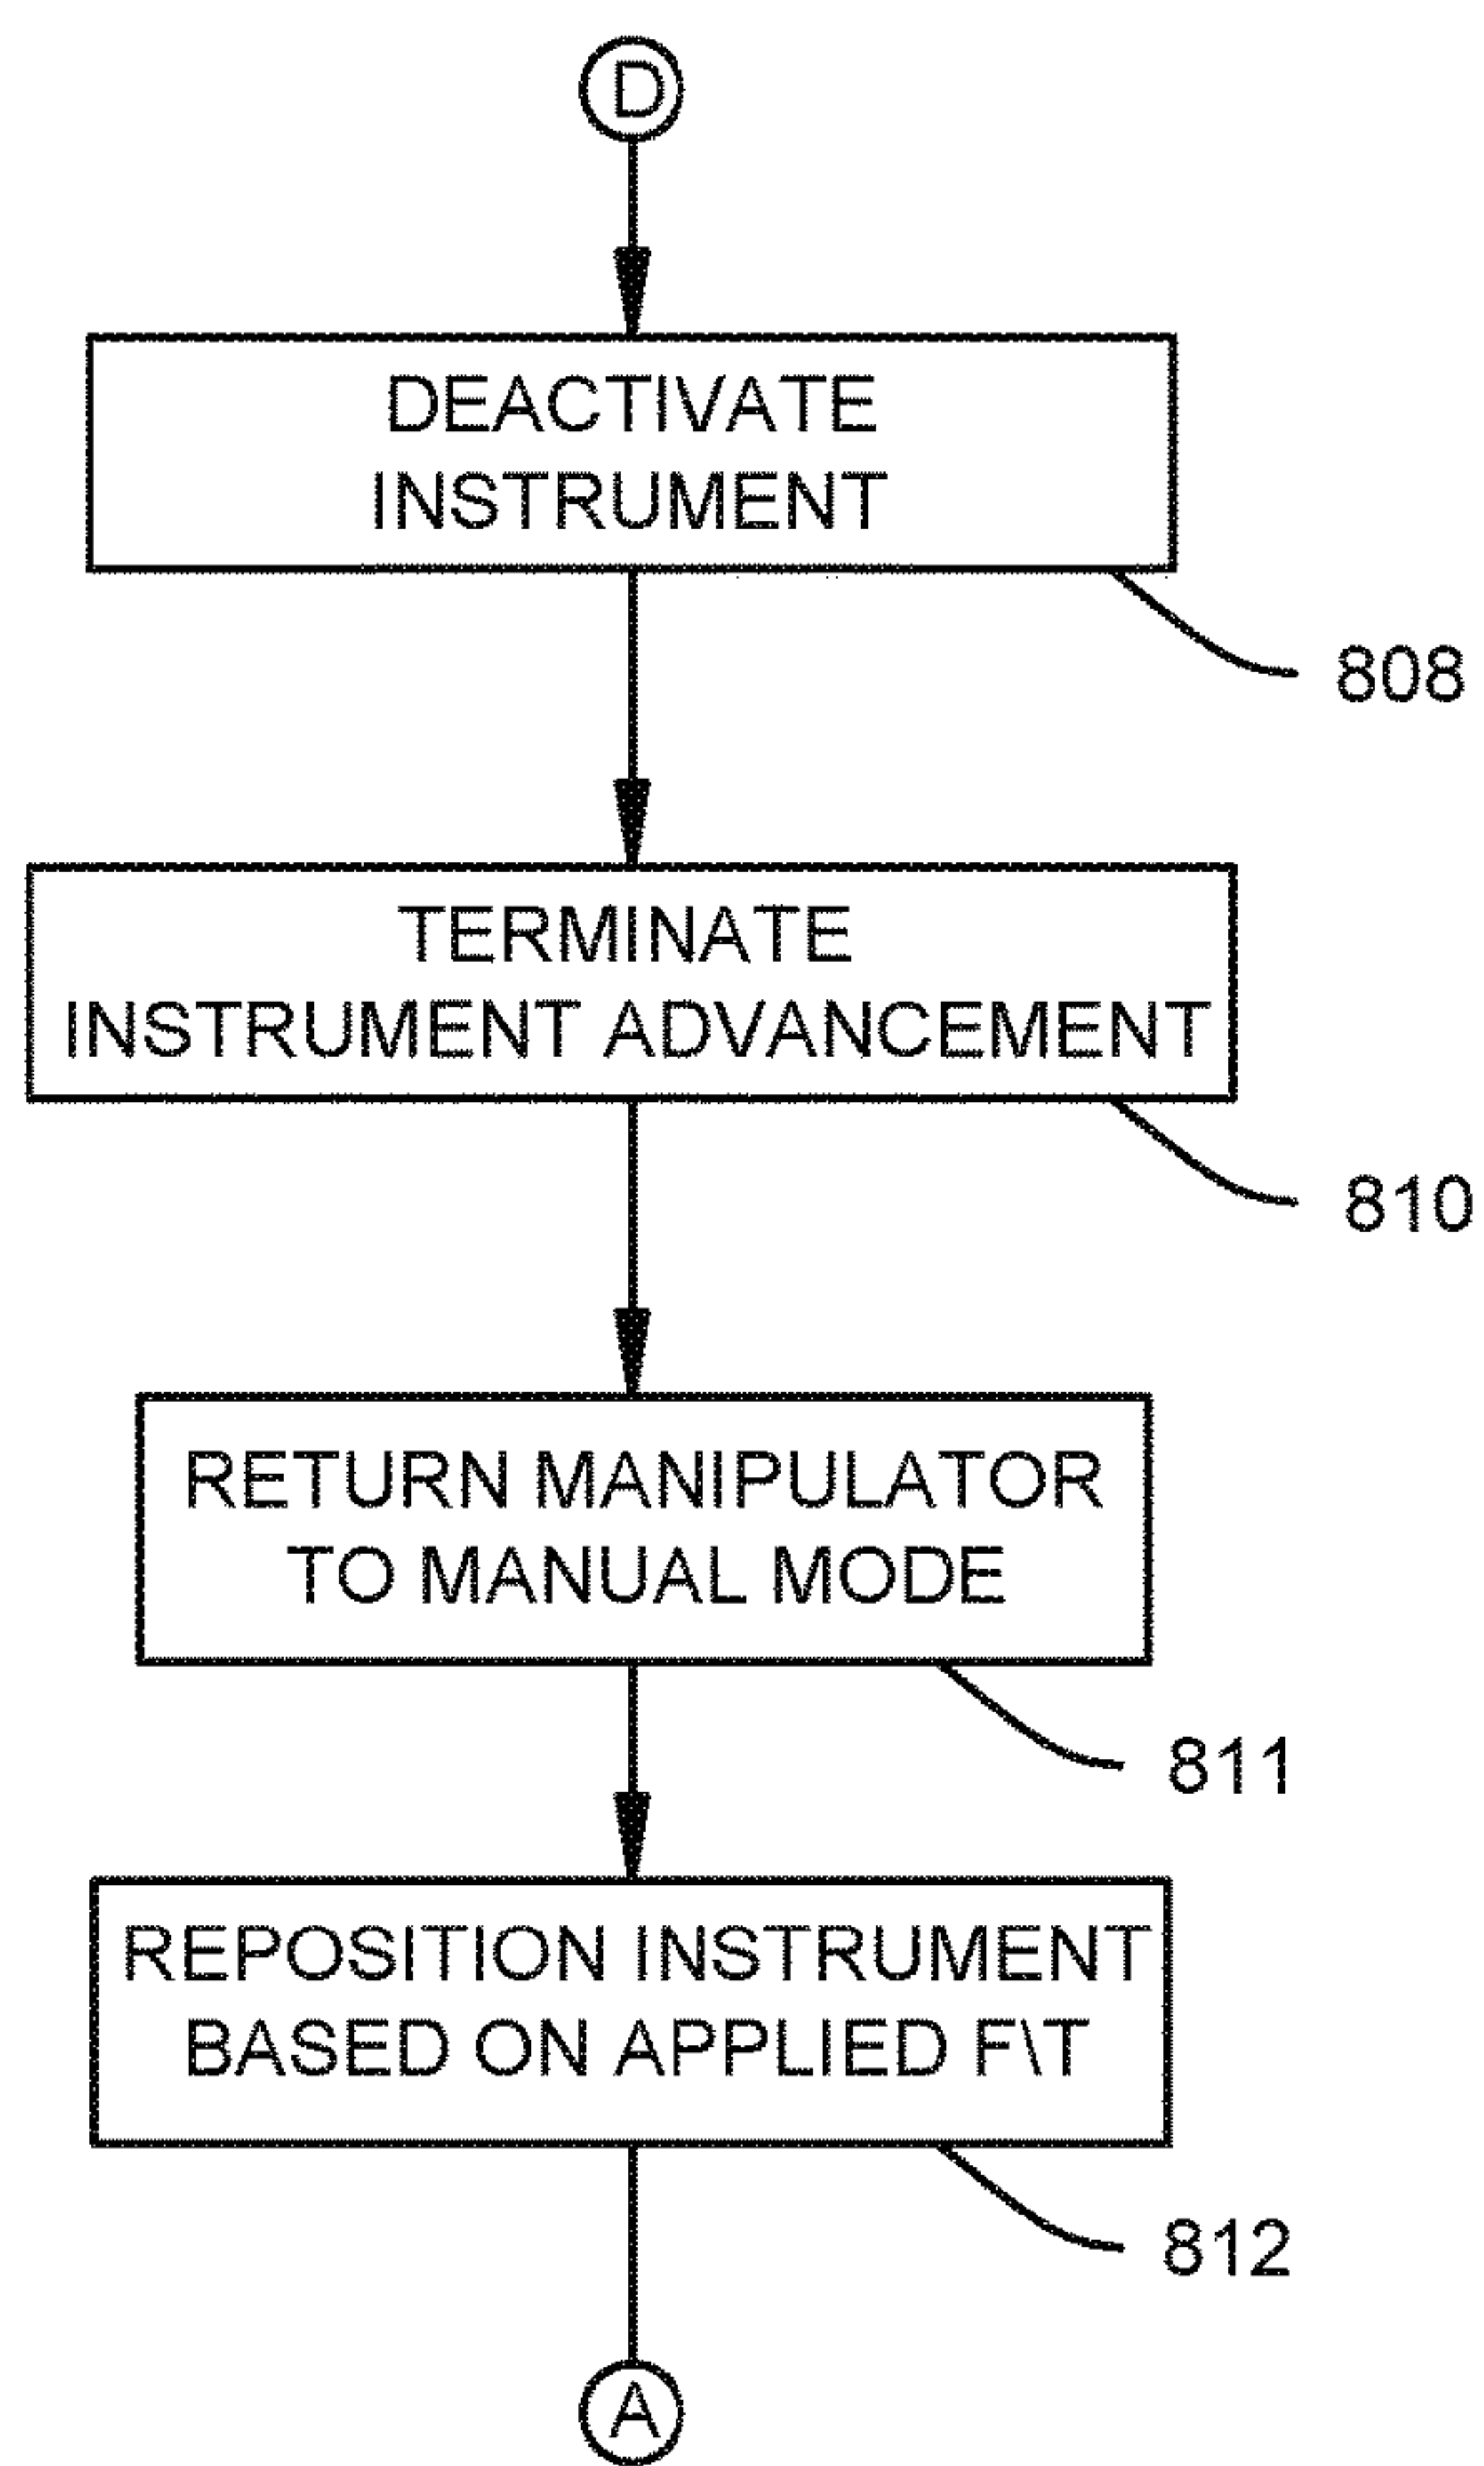 D
DEACTIVATE
INSTRUMENT
808
TERMINATE
INSTRUMENT ADVANCEMENT
810
RETURN MANIPULATOR
TO MANUAL MODE
811
REPOSITION INSTRUMENT
BASED ON APPLIED F\T
812
A